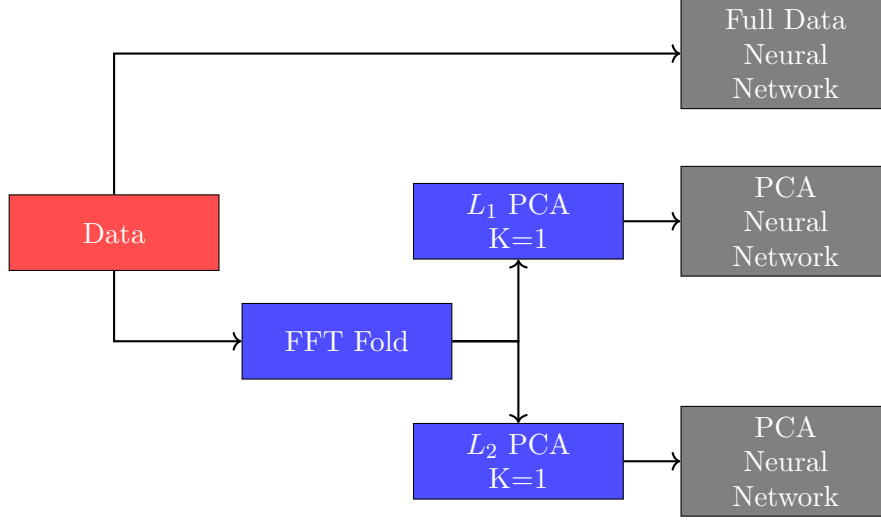 Full Data
Neural
Network
Data
L₁ PCA
K=1
PCA
Neural
Network
FFT Fold
L₂ PCA
K=1
PCA
Neural
Network